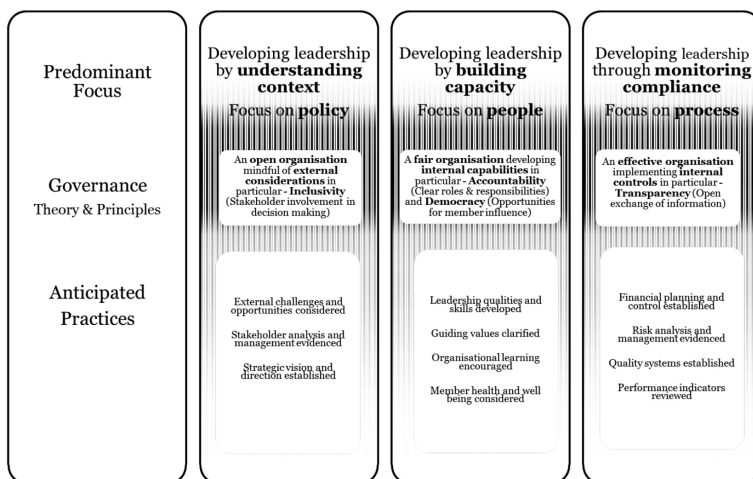 Predominant
Focus
Governance
Theory & Principles
Anticipated
Practices
Developing leadership
by understanding
context
Focus on policy
An open organisation
mindful of external
considerations in
particular - Inclusivity
(Stakeholder involvement in
decision making)
External challenges and
opportunities considered
Stakeholder analysis and
management evidenced
Strategic vision and
direction established
Developing leadership
by building
capacity
Focus on people
A fair organisation developing
internal capabilities in
particular - Accountability
(Clear roles & responsibilities)
and Democracy (Opportunities
for member influence)
Leadership qualities and
skills developed
Guiding values clarified
Organisational learning
encouraged
Member health and well
being considered
Developing leadership
through monitoring
compliance
Focus on process
An effective organisation
implementing internal
controls in particular -
Transparency (Open
exchange of information)
Financial planning and
control established
Risk analysis and
management evidenced
Quality systems established
Performance indicators
reviewed